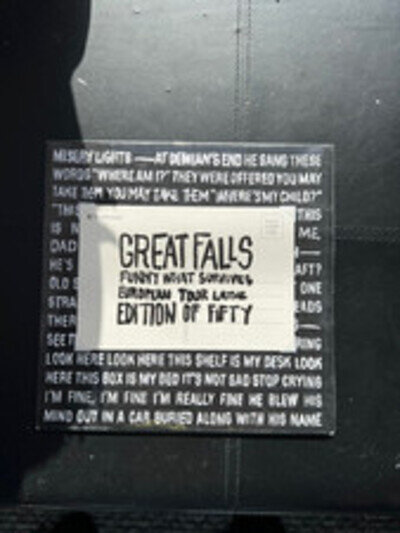 MISERY LIGHTS — AT DEMIAN'S END HE SANG THESE
WORDS "WHERE AM I?" THEY WERE OFFERED YOU MAY
TAKE THEM YOU MAY TAKE THEM "WHERE'S MY CHILD?"
"THIS
THIS
IS
ME,
DAD
HE'S
AFT?
OLD
ONE
STRA
EADS
THER
SEE
RING
GREAT FALLS
FUNNY WHAT SURVIVES
EUROPEAN TOUR LATHE
EDITION OF FIFTY
LOOK HERE LOOK HERE THIS SHELF IS MY DESK LOOK
HERE THIS BOX IS MY BED IT'S NOT SAD STOP CRYING
I'M FINE, I'M FINE I'M REALLY FINE HE BLEW HIS
MIND OUT IN A CAR BURIED ALONG WITH HIS NAME